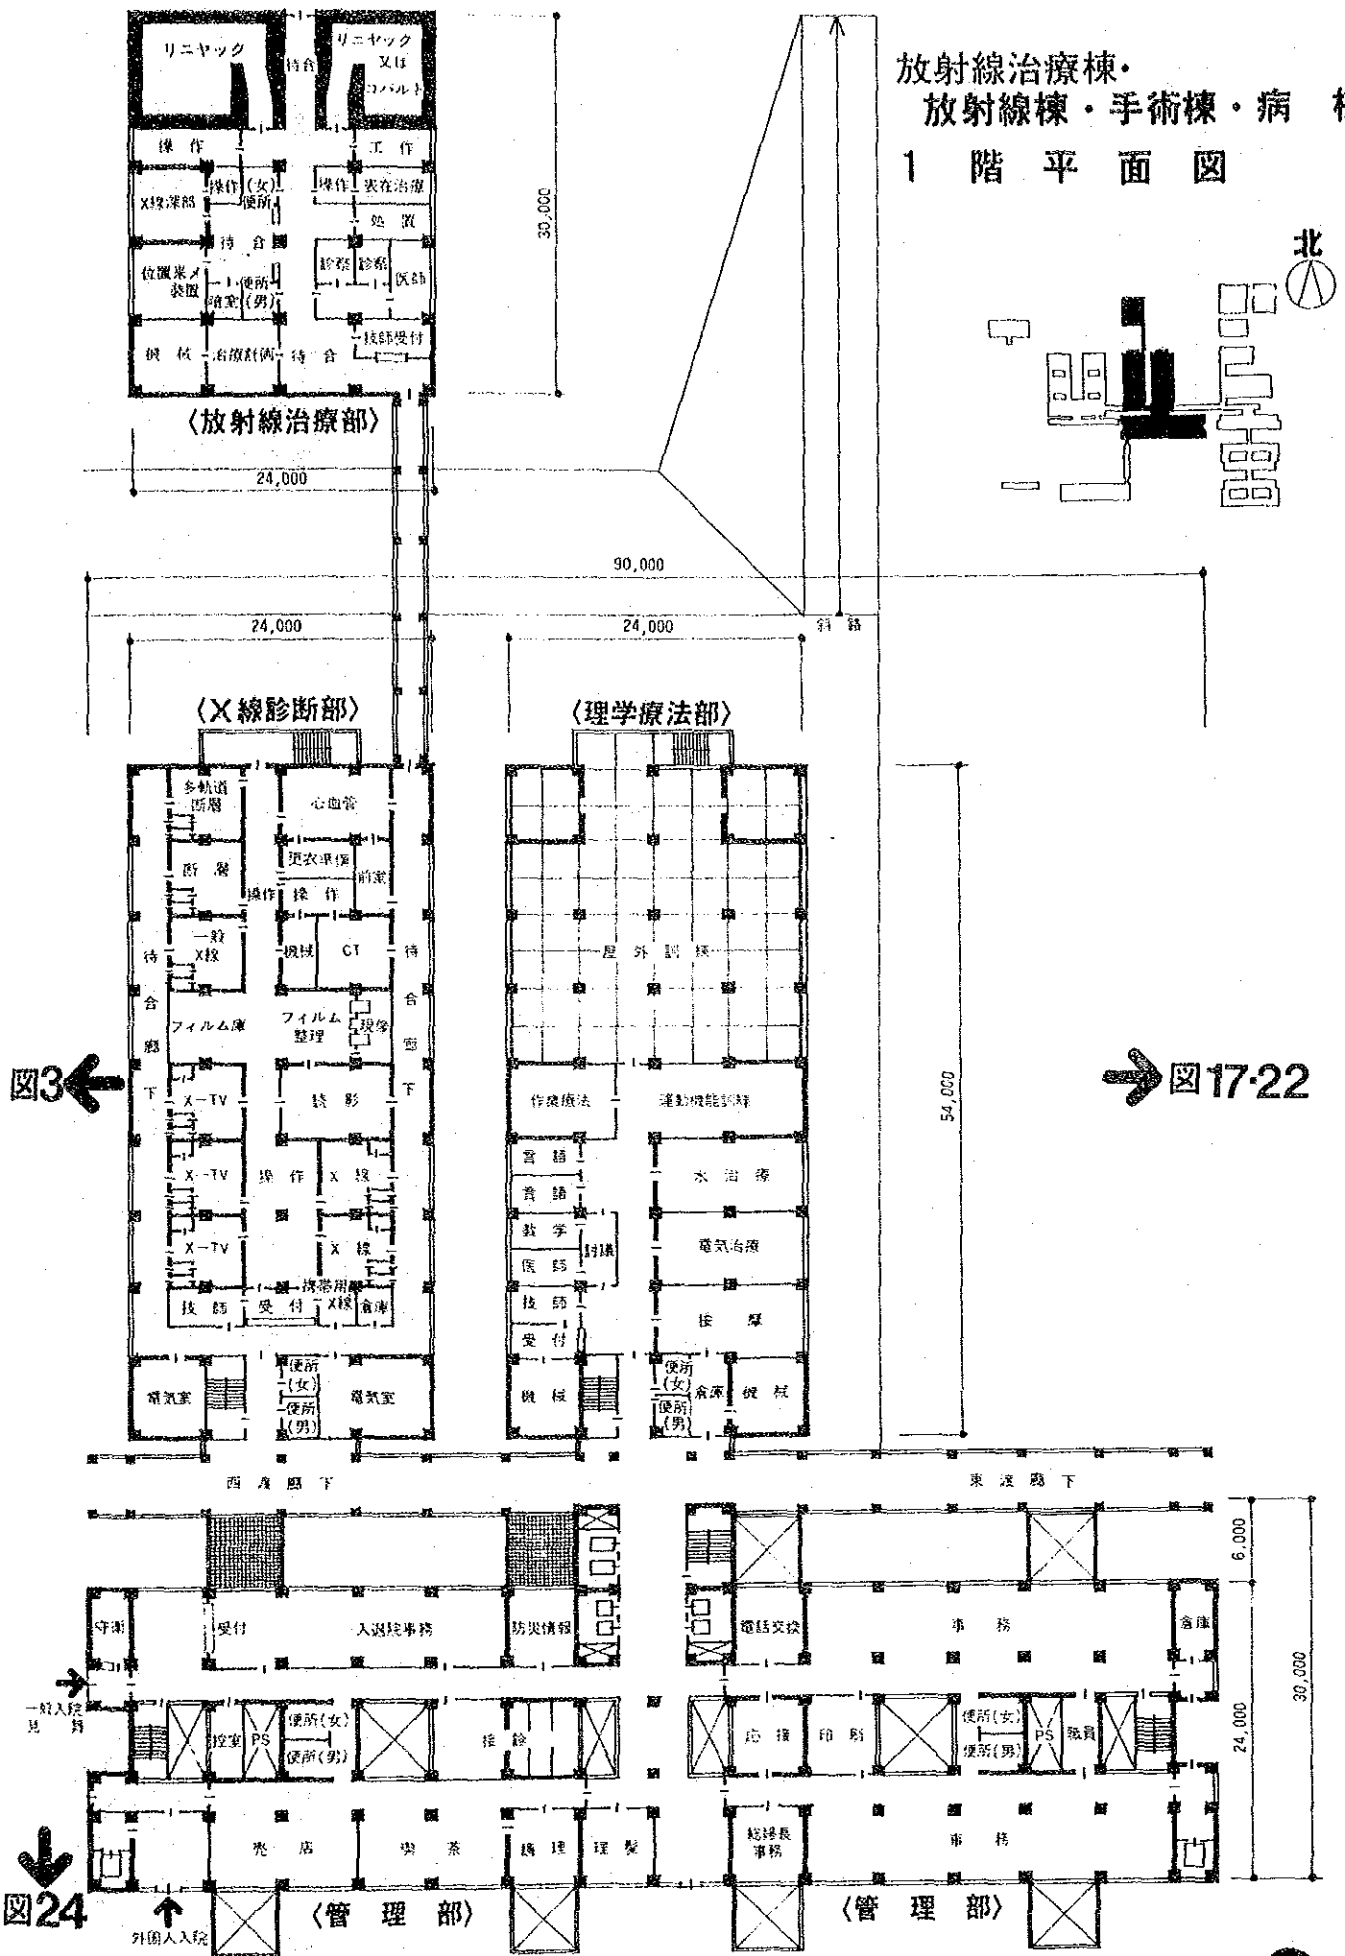 放射線治療棟・
放射線棟・手術棟・病
1 階 平 面 図
北
リニヤック
待合
リニヤック
又は
コバルト
操 作
工 作
X線深部
操作
(女)
便所
操作
表在治療
処 置
待 合
位置ぎメ
装置
暗室
便所
(男)
診察
診察
医師
機 械
治療計画
待 合
技師受付
〈放射線治療部〉
30,000
24,000
90,000
24,000
24,000
斜 路
〈X線診断部〉
〈理学療法部〉
多軌道
断層
心血管
断 層
更衣準備
前室
操作
操 作
一般
X線
機械
CT
待 合 廊 下
待 合 廊 下
屋 外 訓 練
フィルム庫
フィルム
整理
現像
X-TV
読 影
作業療法
運動機能訓練
図3
図17・22
54,000
X-TV
操 作
X 線
言 語
言 語
水 治 療
X-TV
X 線
教 学
医 師
討議
電気治療
技 師
受 付
携帯用
X線
倉庫
技 師
受 付
按 摩
電気室
便所
(女)
便所
(男)
電気室
機 械
便所
(女)
便所
(男)
倉庫
機 械
西 渡 廊 下
東 渡 廊 下
6,000
守衛
受付
入退院事務
防災情報
電話交換
事 務
倉庫
30,000
24,000
一般入院
控室
PS
便所(女)
便所(男)
接 診
応 接
印 刷
便所(女)
便所(男)
PS
職員
売 店
喫 茶
調 理
理 髪
総婦長
事務
事 務
図24
外国人入院
〈管 理 部〉
〈管 理 部〉